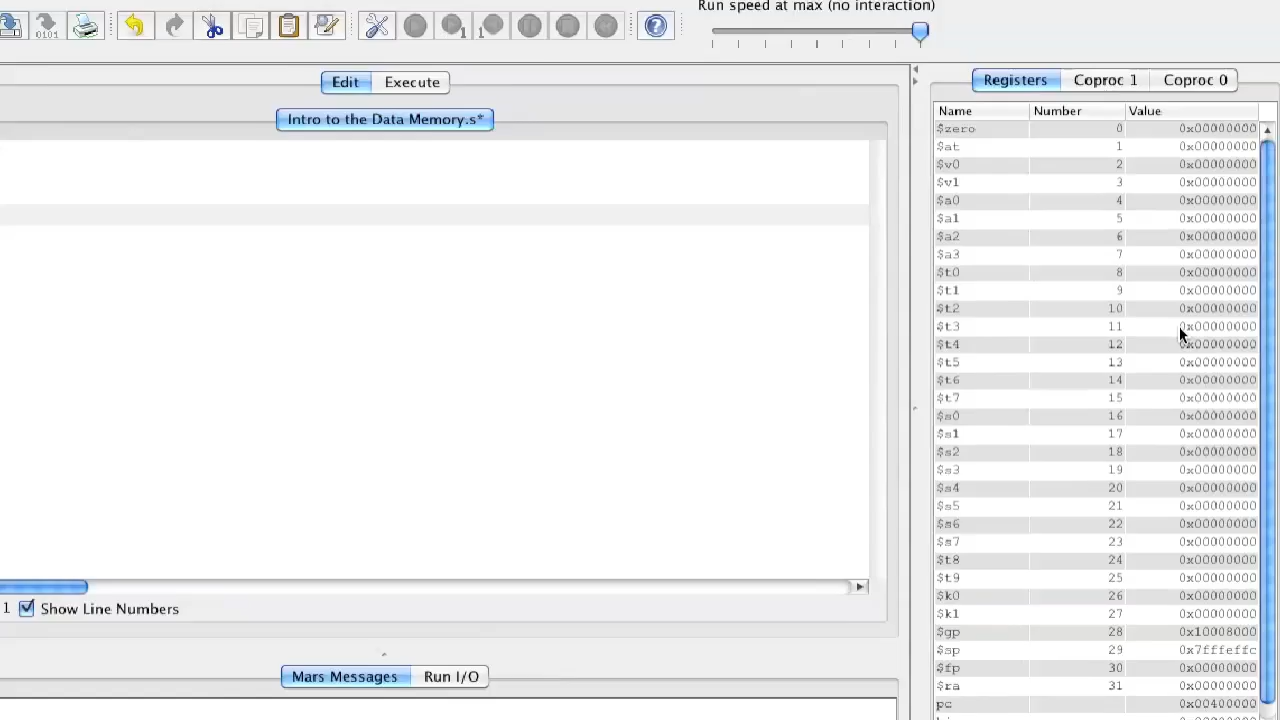 Run speed at max (no interaction)
0101
1
1
Edit Execute
Intro to the Data Memory.s*
1 Show Line Numbers
Mars Messages Run I/O
Registers Coproc 1 Coproc 0
Name Number Value
$zero 0 0x00000000
$at 1 0x00000000
$v0 2 0x00000000
$v1 3 0x00000000
$a0 4 0x00000000
$a1 5 0x00000000
$a2 6 0x00000000
$a3 7 0x00000000
$t0 8 0x00000000
$t1 9 0x00000000
$t2 10 0x00000000
$t3 11 0x00000000
$t4 12 0x00000000
$t5 13 0x00000000
$t6 14 0x00000000
$t7 15 0x00000000
$s0 16 0x00000000
$s1 17 0x00000000
$s2 18 0x00000000
$s3 19 0x00000000
$s4 20 0x00000000
$s5 21 0x00000000
$s6 22 0x00000000
$s7 23 0x00000000
$t8 24 0x00000000
$t9 25 0x00000000
$k0 26 0x00000000
$k1 27 0x00000000
$gp 28 0x10008000
$sp 29 0x7fffeffc
$fp 30 0x00000000
$ra 31 0x00000000
pc 0x00400000